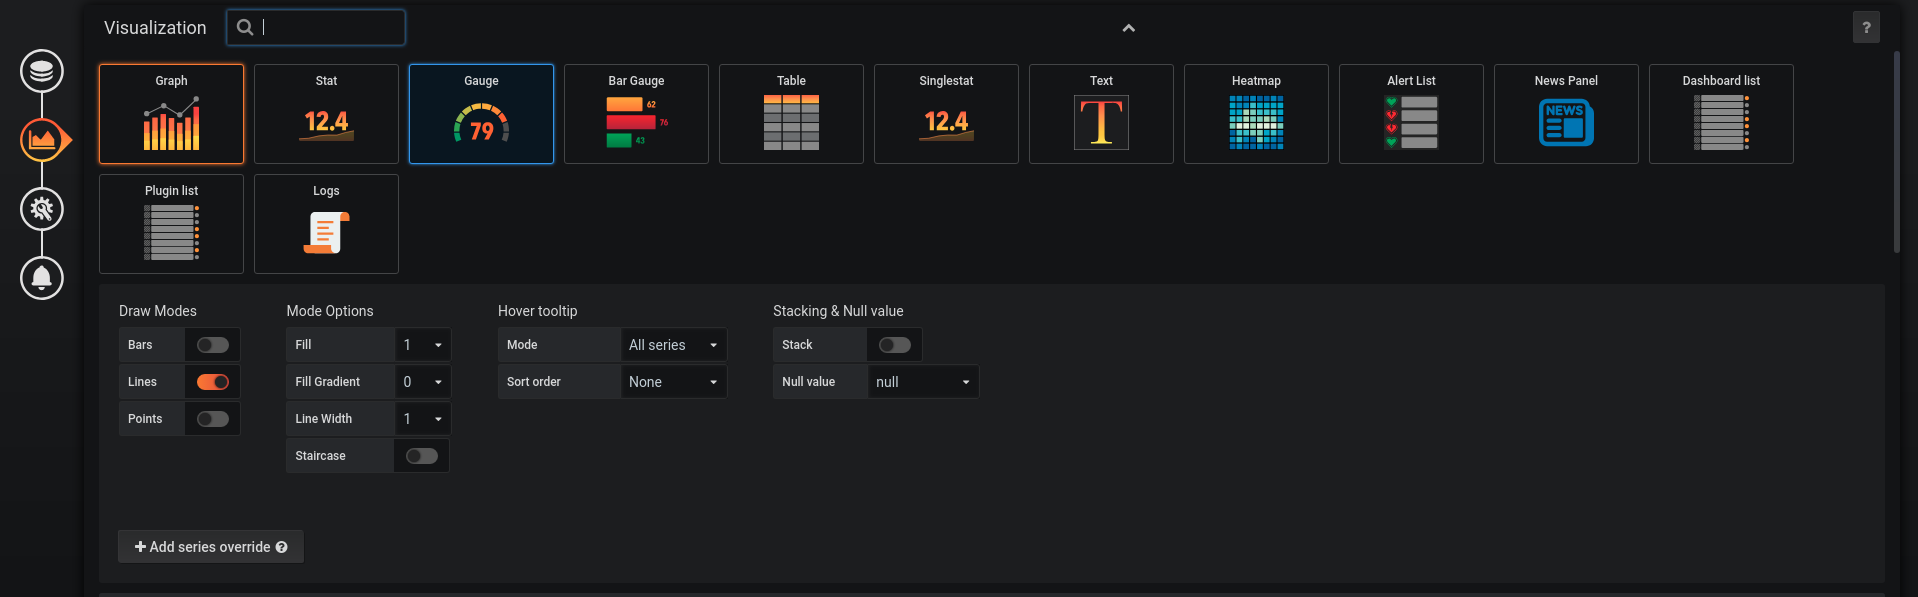 Visualization
?
Graph
Stat
Gauge
Bar Gauge
Table
Singlestat
Text
Heatmap
Alert List
News Panel
Dashboard list
12.4
79
62
76
43
12.4
T
NEWS
Plugin list
Logs
Draw Modes
Mode Options
Hover tooltip
Stacking & Null value
Bars
Fill
1
Mode
All series
Stack
Lines
Fill Gradient
0
Sort order
None
Null value
null
Points
Line Width
1
Staircase
+ Add series override ?